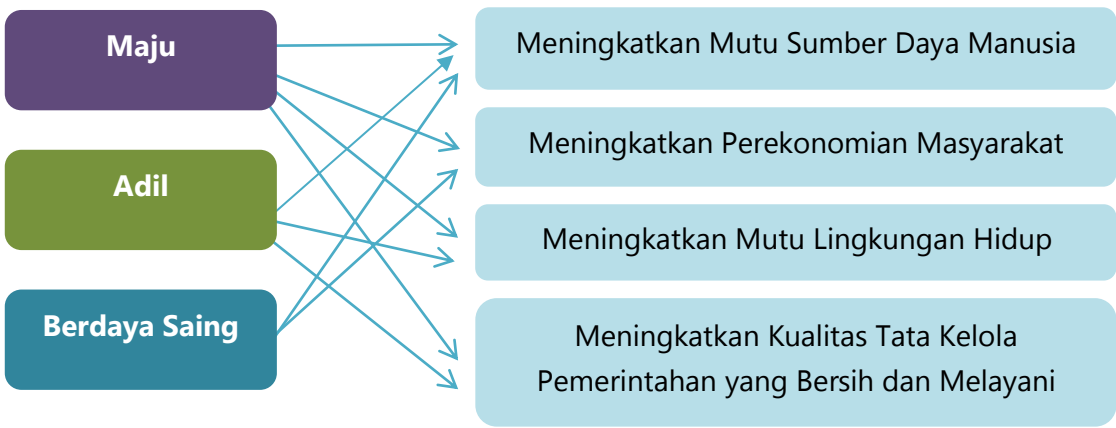 Maju
Adil
Berdaya Saing
Meningkatkan Mutu Sumber Daya Manusia
Meningkatkan Perekonomian Masyarakat
Meningkatkan Mutu Lingkungan Hidup
Meningkatkan Kualitas Tata Kelola
Pemerintahan yang Bersih dan Melayani